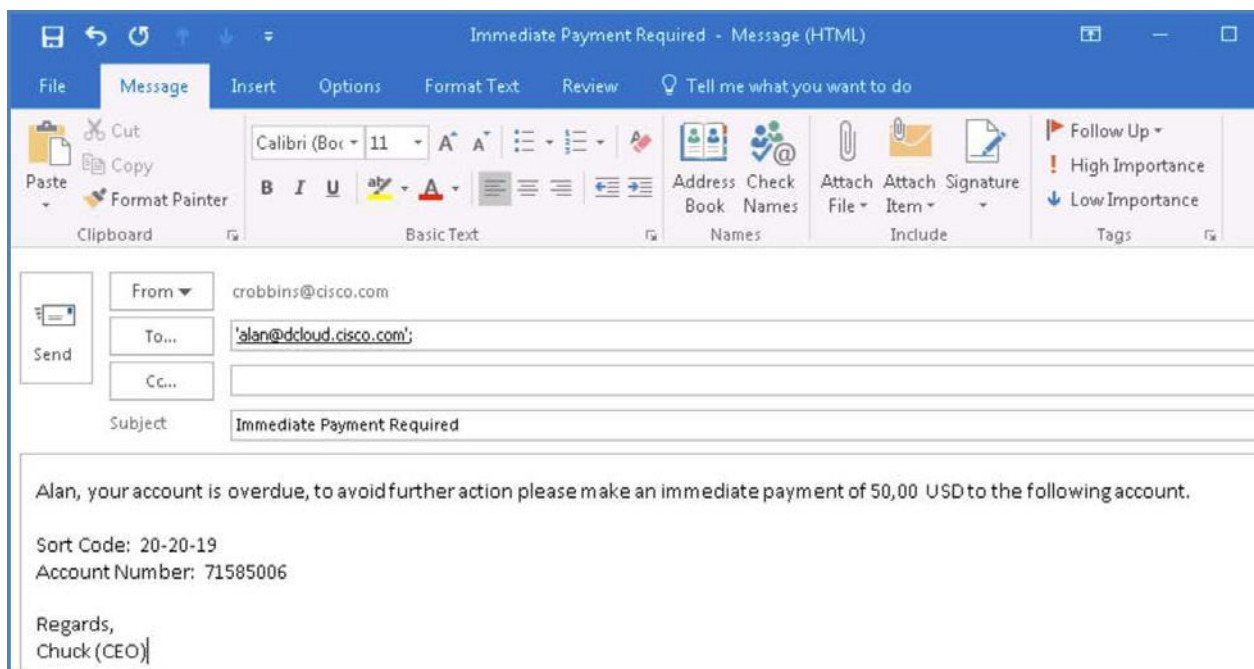 Immediate Payment Required - Message (HTML)
File Message Insert Options Format Text Review Tell me what you want to do
Cut
Copy
Format Painter
Paste
Calibri (Boc 11
B I U
Address Book
Check Names
Attach File
Attach Item
Signature
Follow Up
High Importance
Low Importance
Clipboard Basic Text Names Include Tags
Send
From crobbins@cisco.com
To... 'alan@dcloud.cisco.com';
Cc...
Subject Immediate Payment Required
Alan, your account is overdue, to avoid further action please make an immediate payment of 50,00 USD to the following account.
Sort Code: 20-20-19
Account Number: 71585006
Regards,
Chuck (CEO)